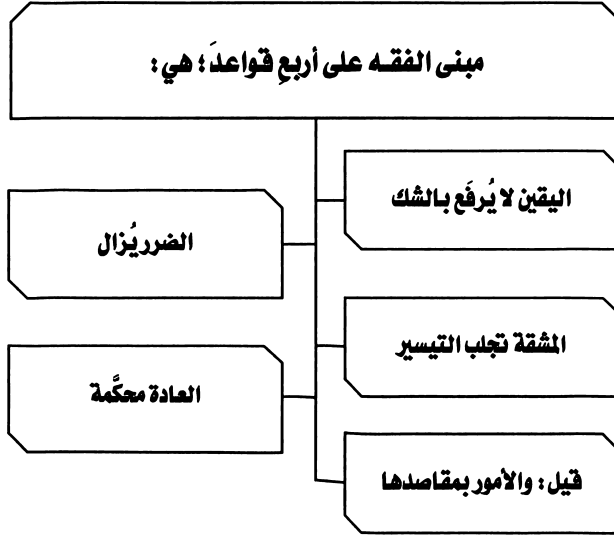 مبنى الفقه على أربعِ قواعدَ؛ هي:
اليقين لا يُرفَع بالشك
الضرر يُزال
المشقة تجلب التيسير
العادة محكَّمة
قيل: والأمور بمقاصدها